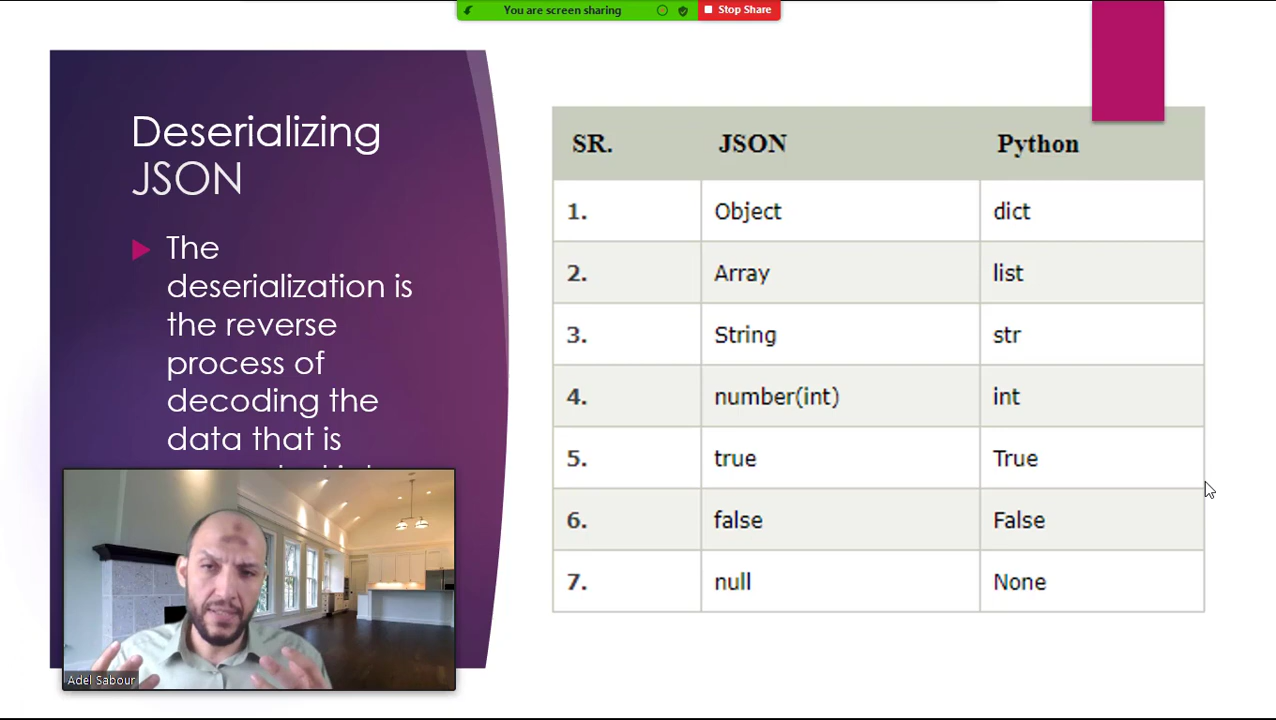 You are screen sharing
Stop Share
Deserializing
JSON
The
deserialization is
the reverse
process of
decoding the
data that is
SR. JSON Python
1. Object dict
2. Array list
3. String str
4. number(int) int
5. true True
6. false False
7. null None
Adel Sabour